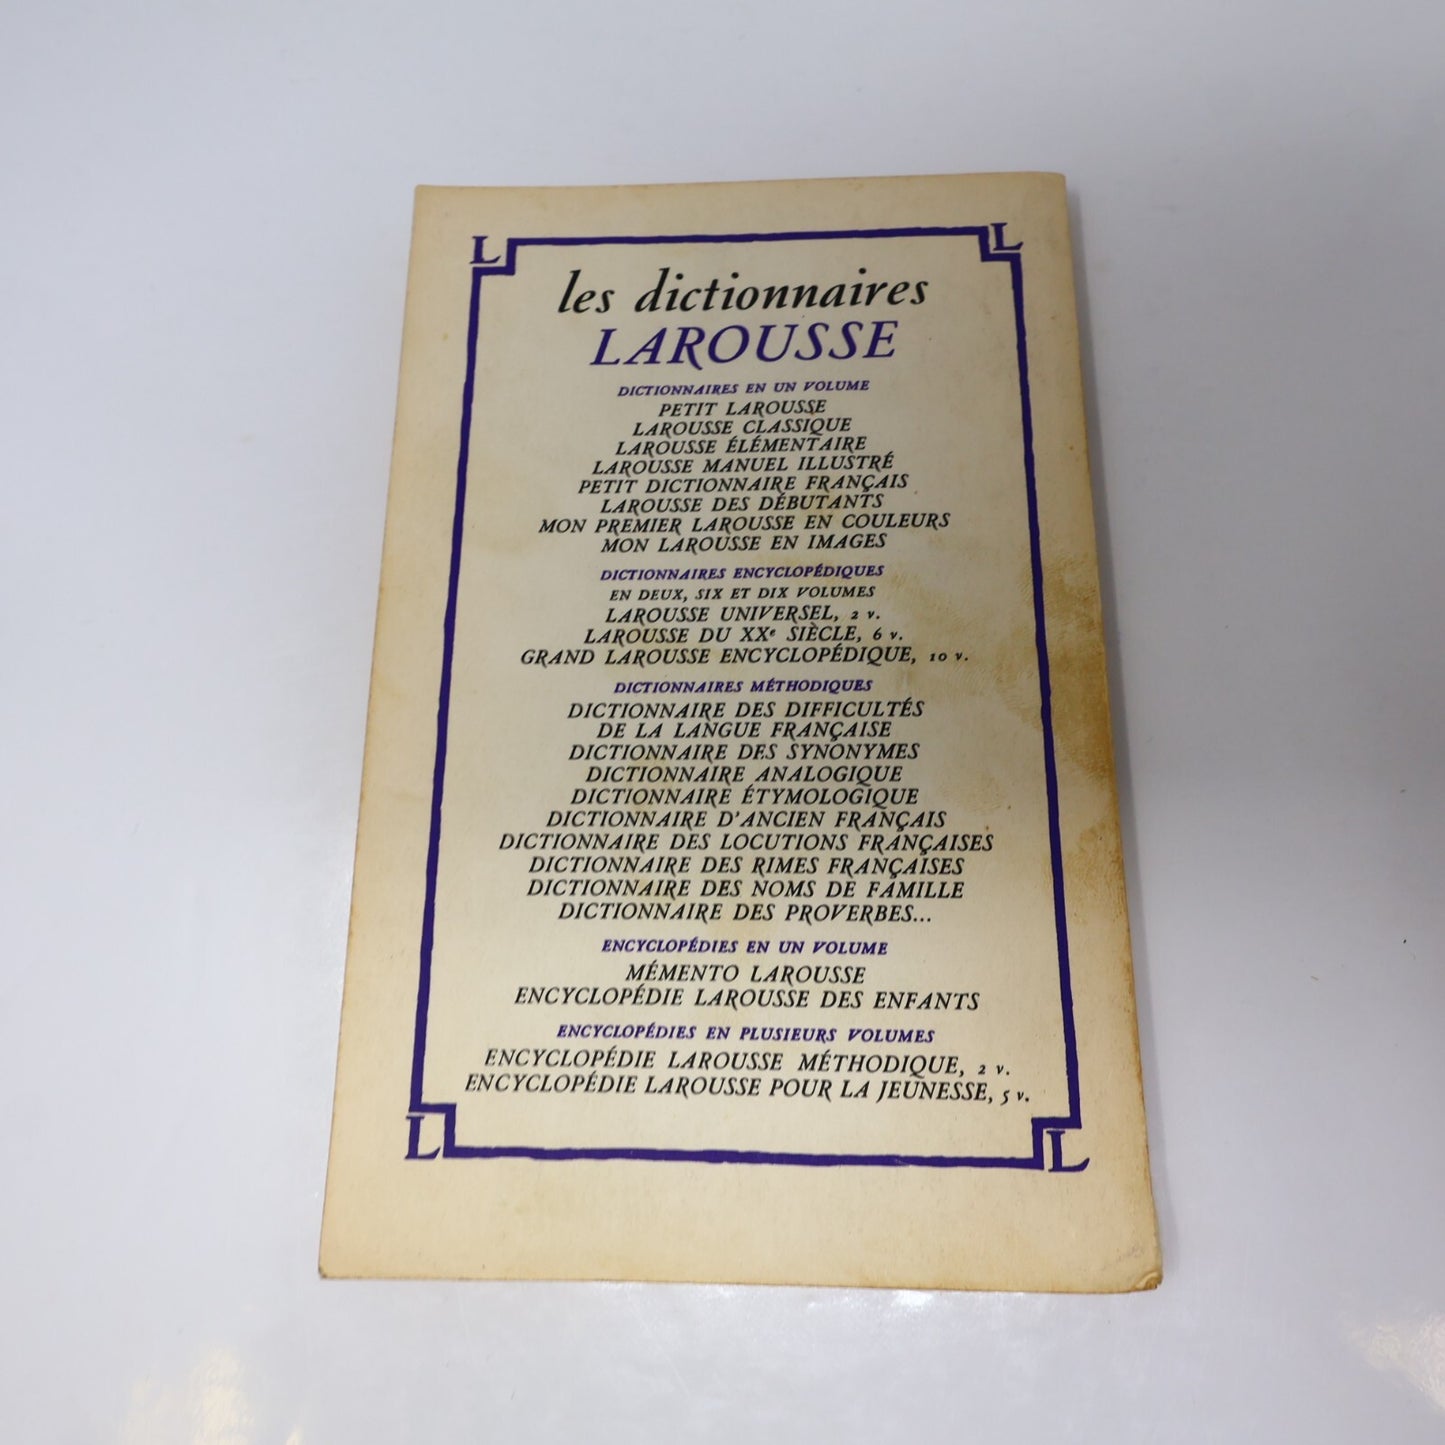 L L
les dictionnaires
LAROUSSE
DICTIONNAIRES EN UN VOLUME
PETIT LAROUSSE
LAROUSSE CLASSIQUE
LAROUSSE ÉLÉMENTAIRE
LAROUSSE MANUEL ILLUSTRÉ
PETIT DICTIONNAIRE FRANÇAIS
LAROUSSE DES DÉBUTANTS
MON PREMIER LAROUSSE EN COULEURS
MON LAROUSSE EN IMAGES
DICTIONNAIRES ENCYCLOPÉDIQUES
EN DEUX, SIX ET DIX VOLUMES
LAROUSSE UNIVERSEL, 2 v.
LAROUSSE DU XXe SIÈCLE, 6 v.
GRAND LAROUSSE ENCYCLOPÉDIQUE, 10 v.
DICTIONNAIRES MÉTHODIQUES
DICTIONNAIRE DES DIFFICULTÉS
DE LA LANGUE FRANÇAISE
DICTIONNAIRE DES SYNONYMES
DICTIONNAIRE ANALOGIQUE
DICTIONNAIRE ÉTYMOLOGIQUE
DICTIONNAIRE D'ANCIEN FRANÇAIS
DICTIONNAIRE DES LOCUTIONS FRANÇAISES
DICTIONNAIRE DES RIMES FRANÇAISES
DICTIONNAIRE DES NOMS DE FAMILLE
DICTIONNAIRE DES PROVERBES...
ENCYCLOPÉDIES EN UN VOLUME
MÉMENTO LAROUSSE
ENCYCLOPÉDIE LAROUSSE DES ENFANTS
ENCYCLOPÉDIES EN PLUSIEURS VOLUMES
ENCYCLOPÉDIE LAROUSSE MÉTHODIQUE, 2 v.
ENCYCLOPÉDIE LAROUSSE POUR LA JEUNESSE, 5 v.
L L